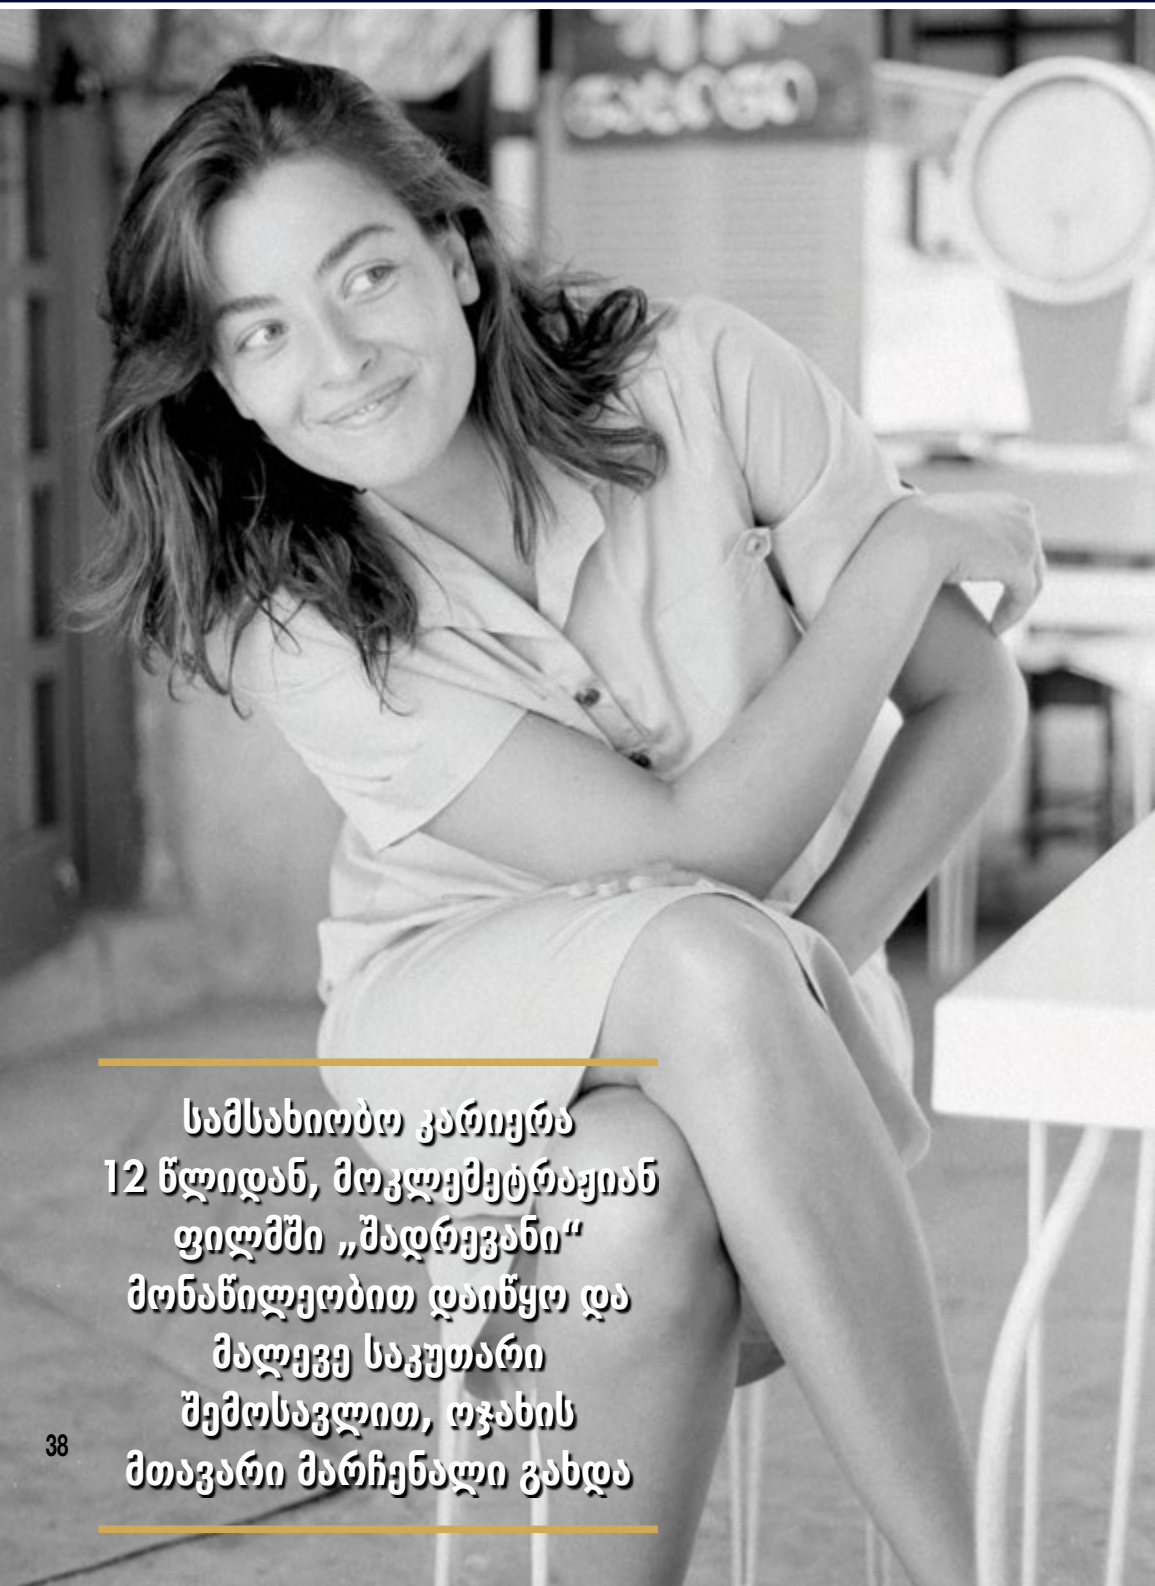 სამსახიობო კარიერა
12 წლიდან, მოკლემეტრაჟიან
ფილმში „შადრევანი“
მონაწილეობით დაიწყო და
მალევე საკუთარი
შემოსავლით, ოჯახის
მთავარი მარჩენალი გახდა
38